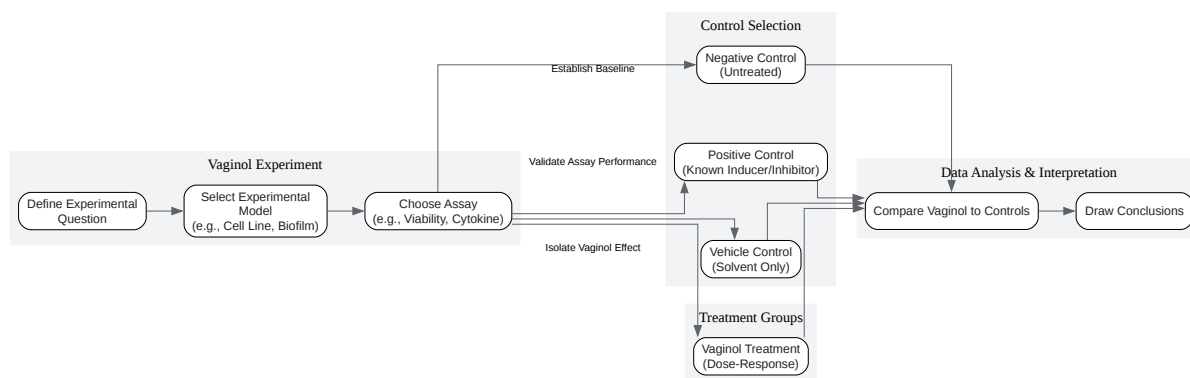 Control Selection
Negative Control
(Untreated)
Establish Baseline
Vaginol Experiment
Define Experimental
Question
Select Experimental
Model
(e.g., Cell Line, Biofilm)
Choose Assay
(e.g., Viability, Cytokine)
Validate Assay Performance
Positive Control
(Known Inducer/Inhibitor)
Isolate Vaginol Effect
Vehicle Control
(Solvent Only)
Treatment Groups
Vaginol Treatment
(Dose-Response)
Data Analysis & Interpretation
Compare Vaginol to Controls
Draw Conclusions